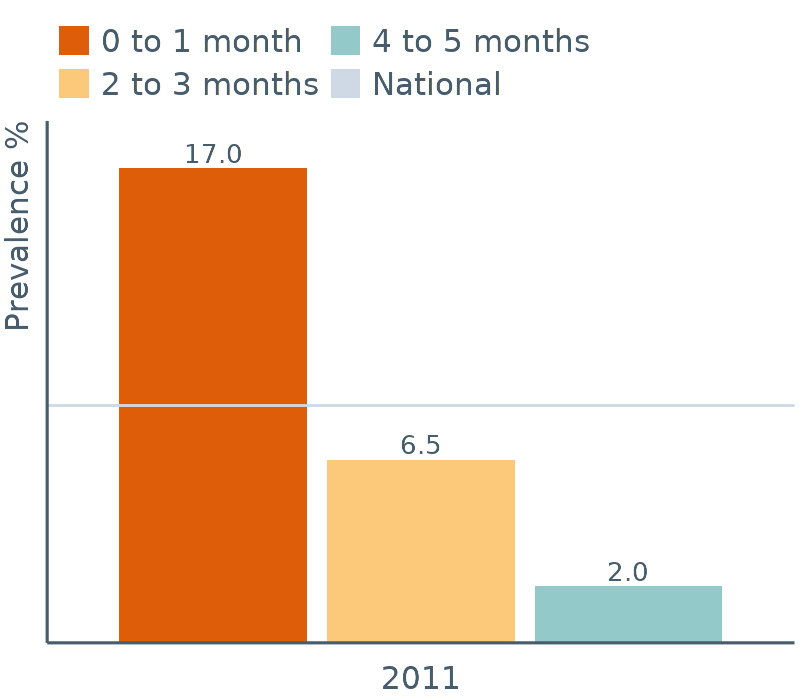 0 to 1 month
4 to 5 months
2 to 3 months
National
Prevalence %
17.0
6.5
2.0
2011